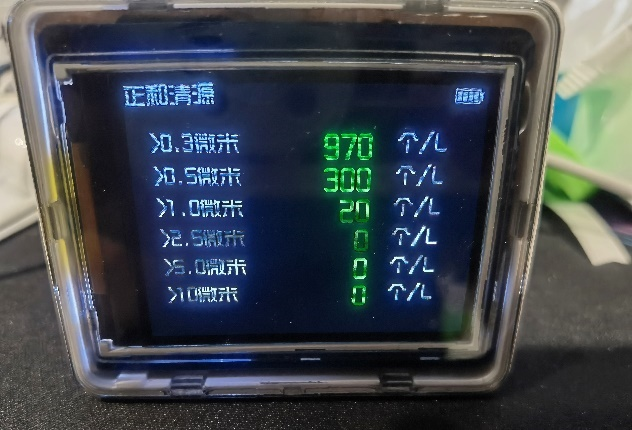 正和清源
>0.3微米 970 个/L
>0.5微米 300 个/L
>1.0微米 20 个/L
>2.5微米 0 个/L
>5.0微米 0 个/L
>10微米 0 个/L